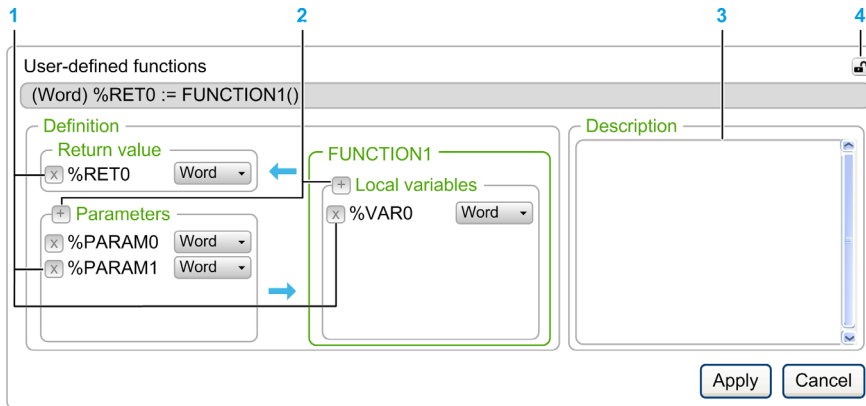 1 2 3 4
User-defined functions
(Word) %RET0 := FUNCTION1()
Definition
Description
Return value
FUNCTION1
x %RET0 Word
+ Local variables
+ Parameters
x %VAR0 Word
x %PARAM0 Word
x %PARAM1 Word
Apply Cancel